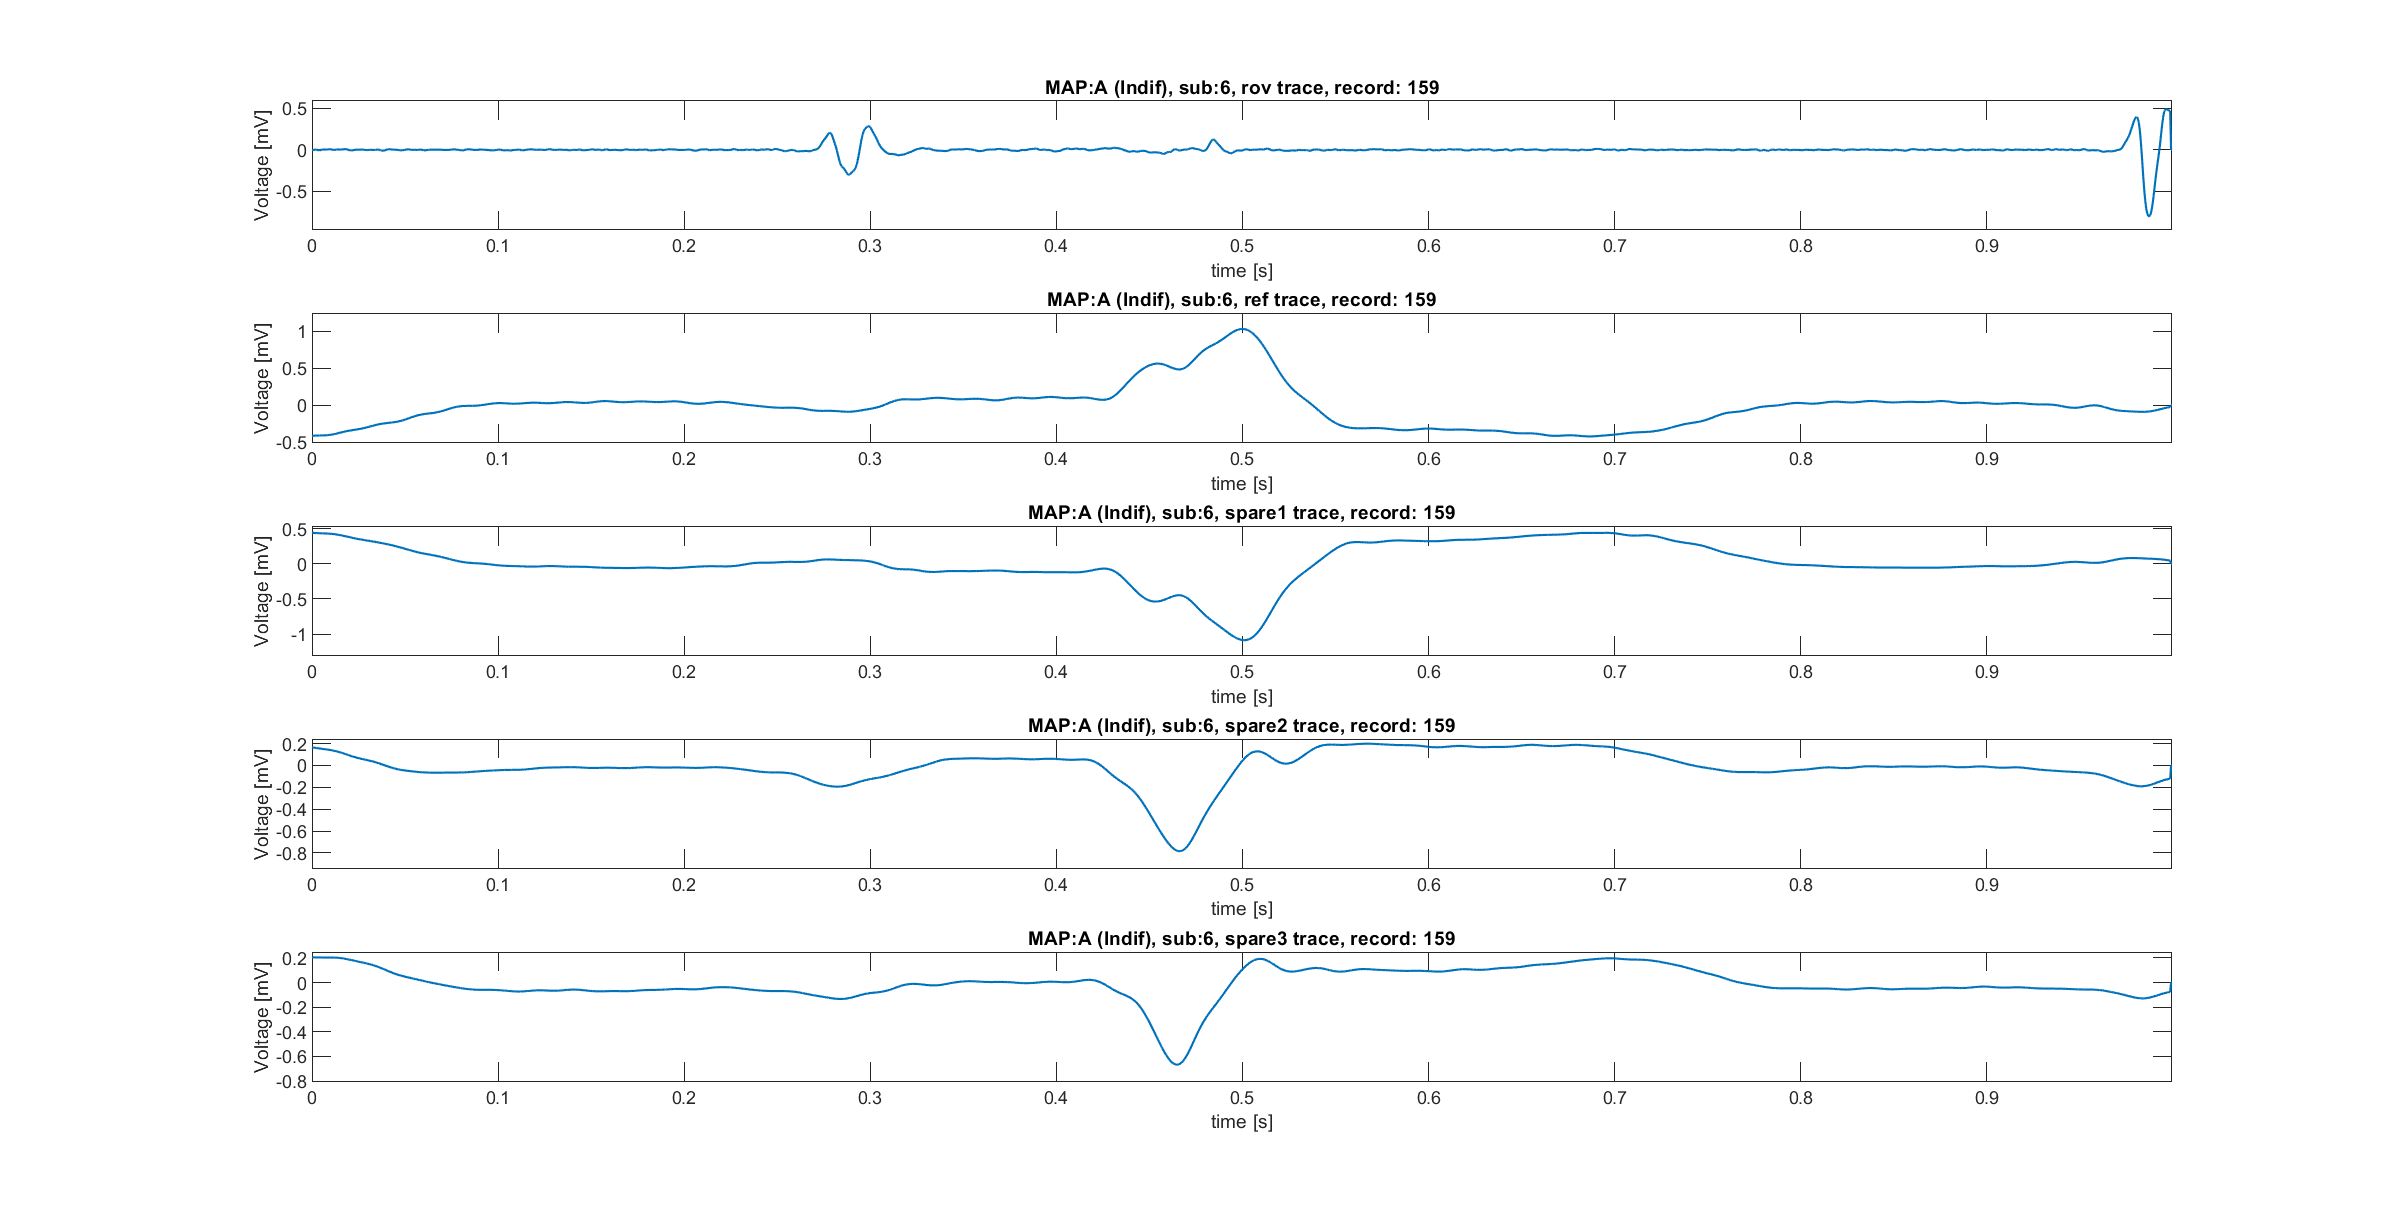 MAP:A (Indif), sub:6, rov trace, record: 159
Voltage [mV]
0.5
0
-0.5
0 0.1 0.2 0.3 0.4 0.5 0.6 0.7 0.8 0.9
time [s]
MAP:A (Indif), sub:6, ref trace, record: 159
Voltage [mV]
1
0.5
0
-0.5
0 0.1 0.2 0.3 0.4 0.5 0.6 0.7 0.8 0.9
time [s]
MAP:A (Indif), sub:6, spare1 trace, record: 159
Voltage [mV]
0.5
0
-0.5
-1
0 0.1 0.2 0.3 0.4 0.5 0.6 0.7 0.8 0.9
time [s]
MAP:A (Indif), sub:6, spare2 trace, record: 159
Voltage [mV]
0.2
0
-0.2
-0.4
-0.6
-0.8
0 0.1 0.2 0.3 0.4 0.5 0.6 0.7 0.8 0.9
time [s]
MAP:A (Indif), sub:6, spare3 trace, record: 159
Voltage [mV]
0.2
0
-0.2
-0.4
-0.6
-0.8
0 0.1 0.2 0.3 0.4 0.5 0.6 0.7 0.8 0.9
time [s]